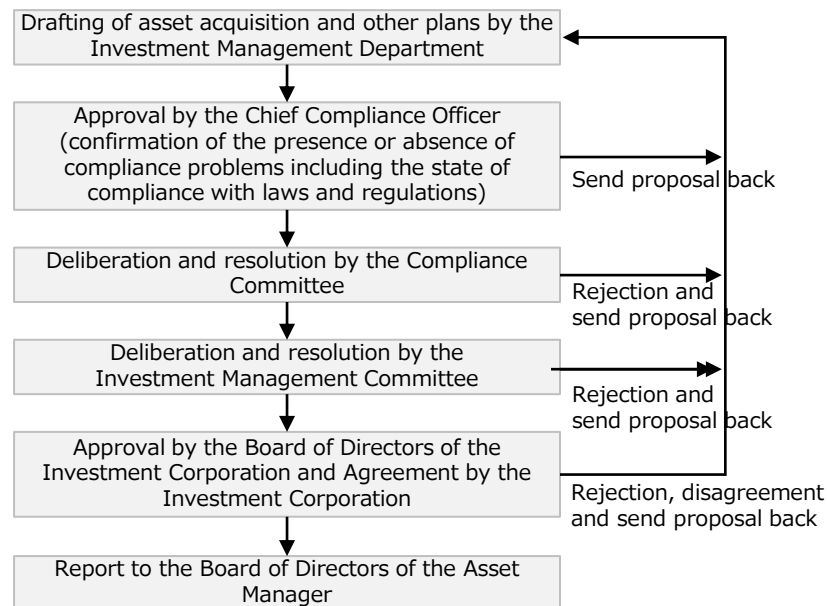 Drafting of asset acquisition and other plans by the
Investment Management Department
Approval by the Chief Compliance Officer
(confirmation of the presence or absence of
compliance problems including the state of
compliance with laws and regulations)
Send proposal back
Deliberation and resolution by the Compliance
Committee
Rejection and
send proposal back
Deliberation and resolution by the
Investment Management Committee
Rejection and
send proposal back
Approval by the Board of Directors of the
Investment Corporation and Agreement by the
Investment Corporation
Rejection, disagreement
and send proposal back
Report to the Board of Directors of the Asset
Manager